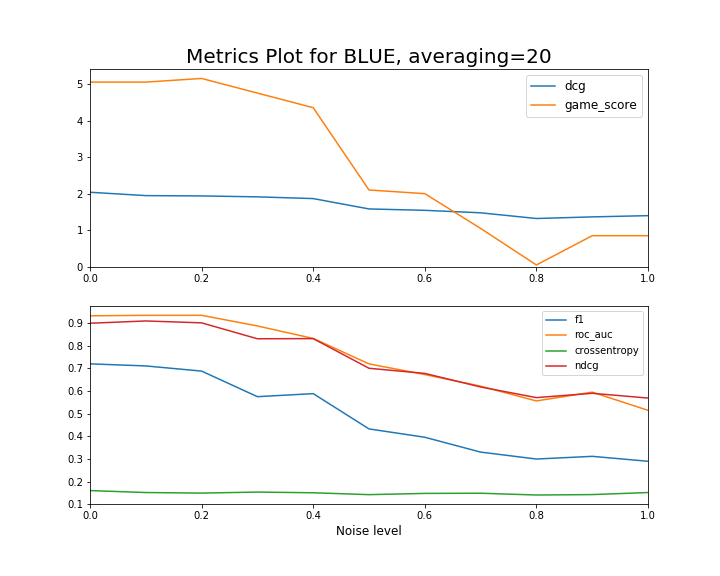 Metrics Plot for BLUE, averaging=20
5
4
3
2
1
0
dcg
game_score
0.0 0.2 0.4 0.6 0.8 1.0
0.9
0.8
0.7
0.6
0.5
0.4
0.3
0.2
0.1
f1
roc_auc
crossentropy
ndcg
0.0 0.2 0.4 0.6 0.8 1.0
Noise level